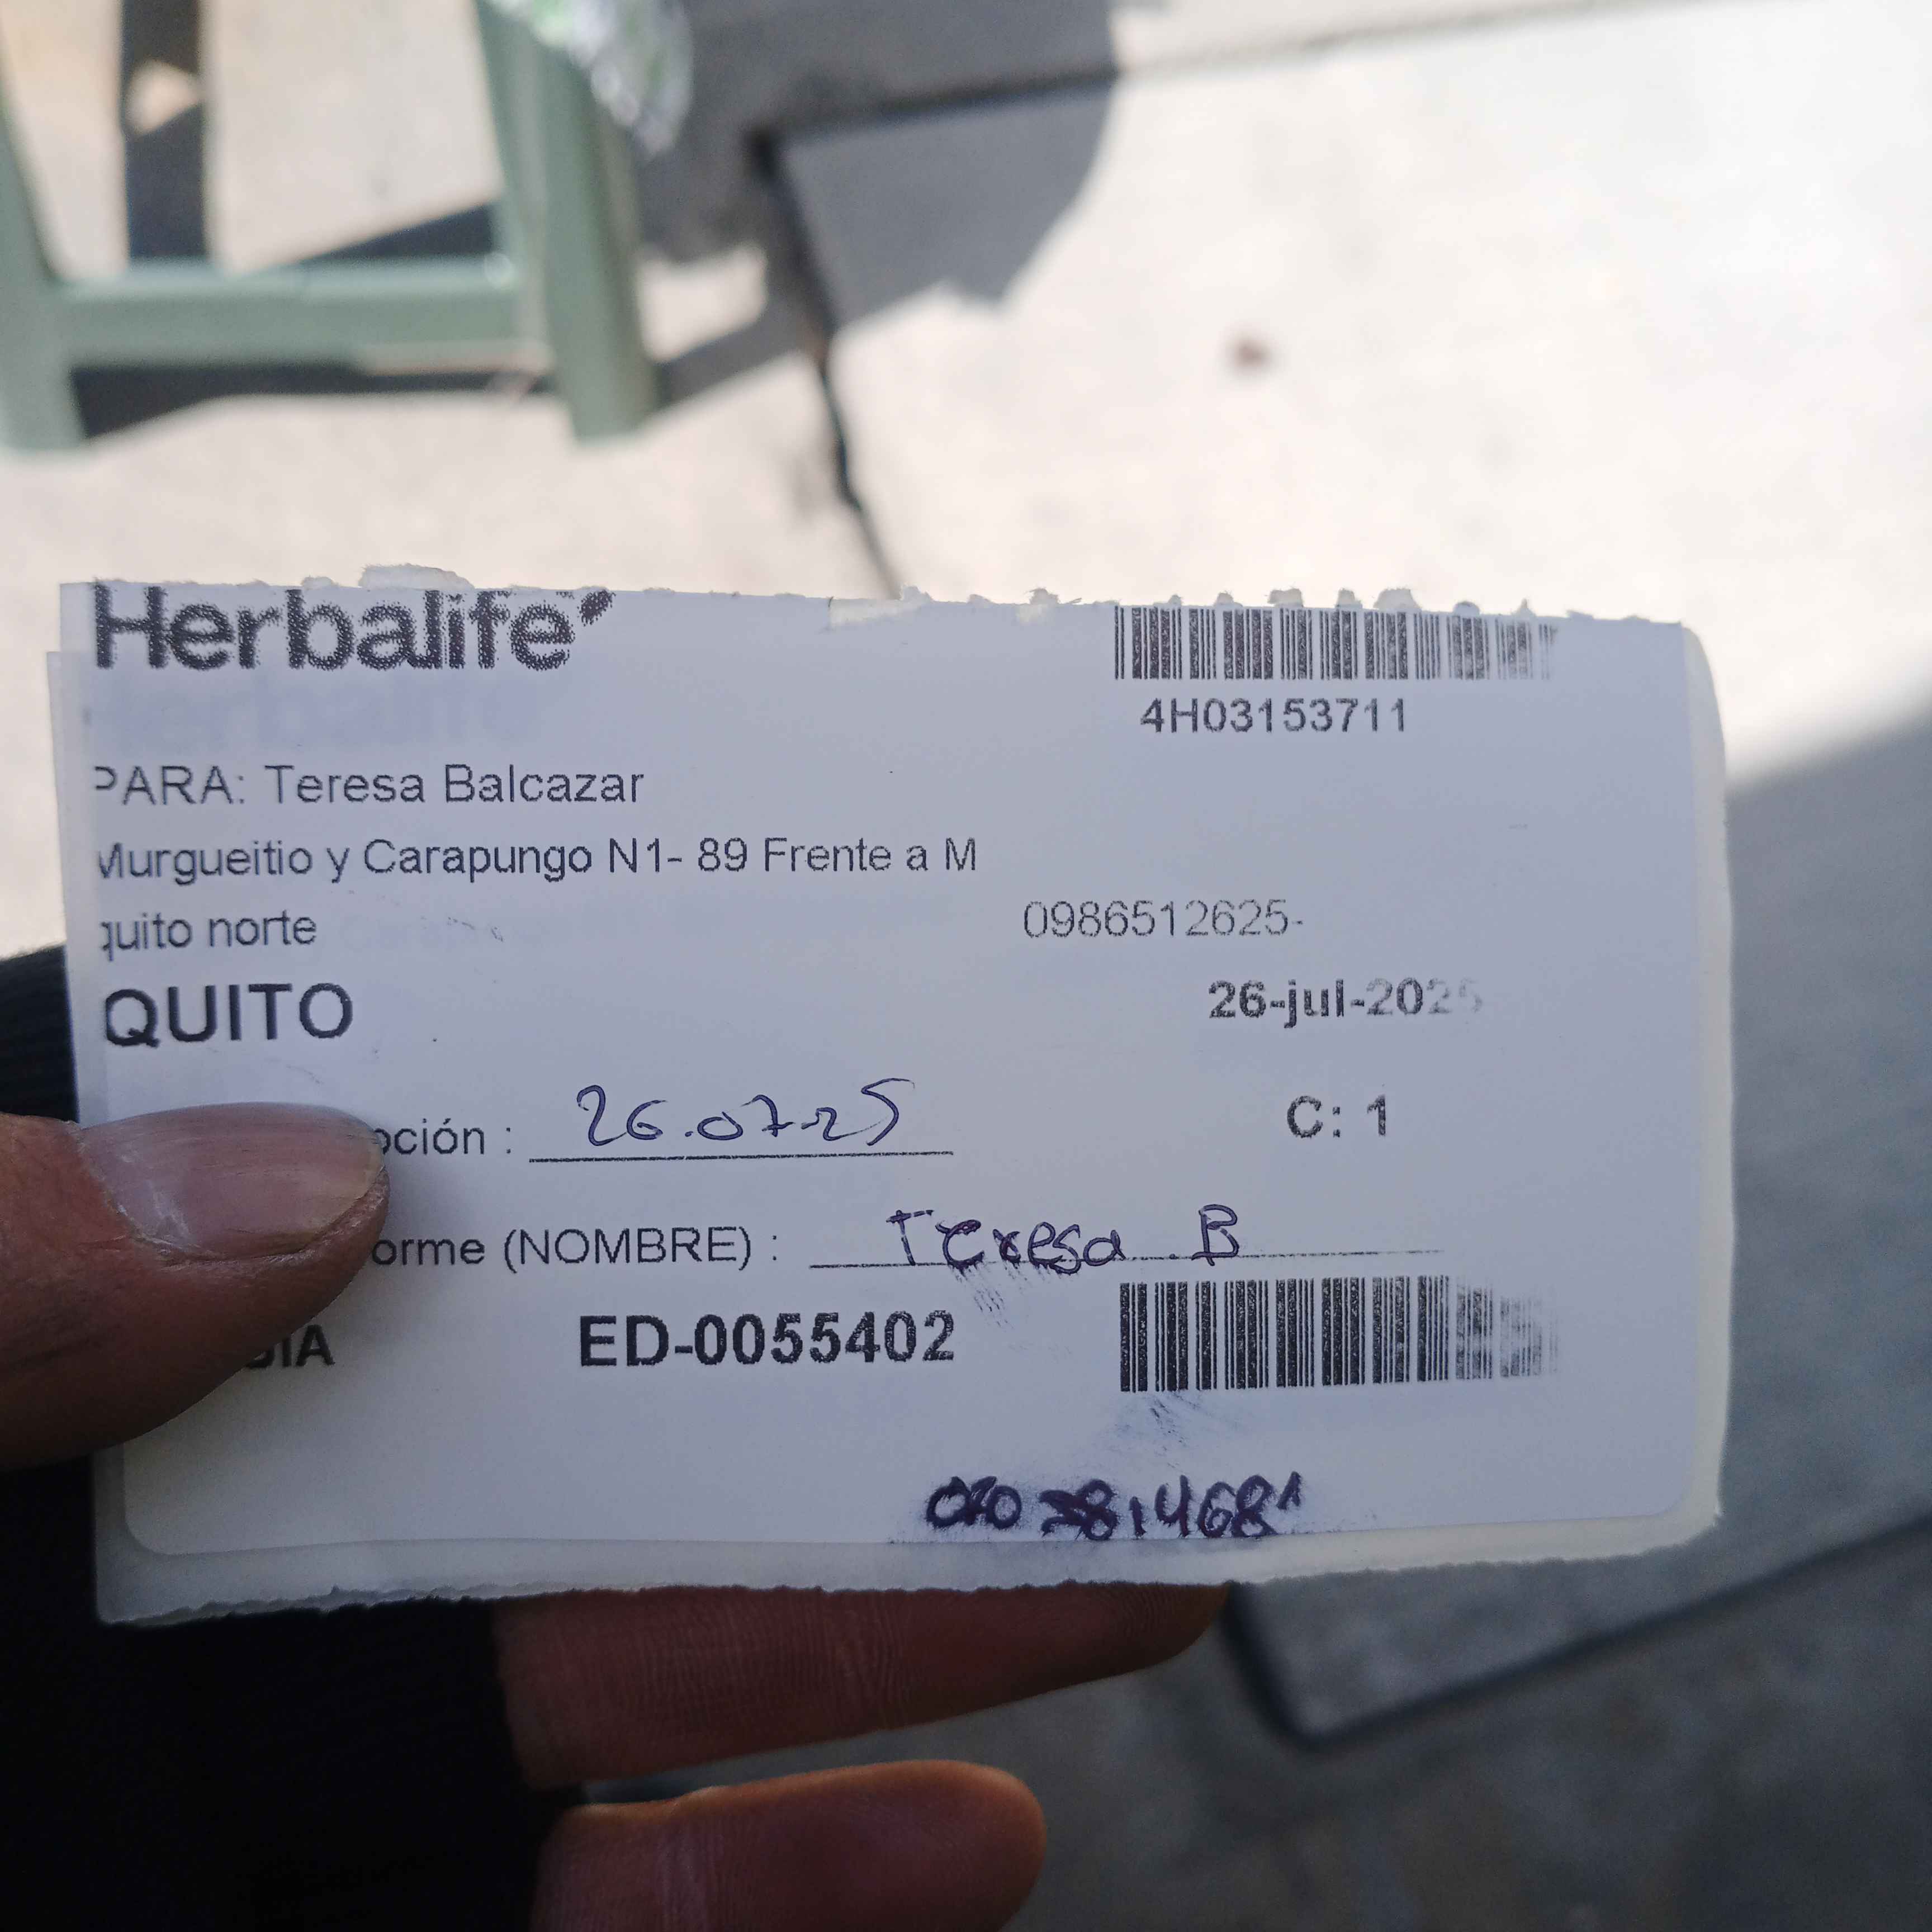 Herbalife
4H03153711
PARA: Teresa Balcazar
Murgueitio y Carapungo N1- 89 Frente a M
quito norte
0986512625-
QUITO
26-jul-2025
oción : 26.07.25
C: 1
orme (NOMBRE) : Teresa B
IA ED-0055402